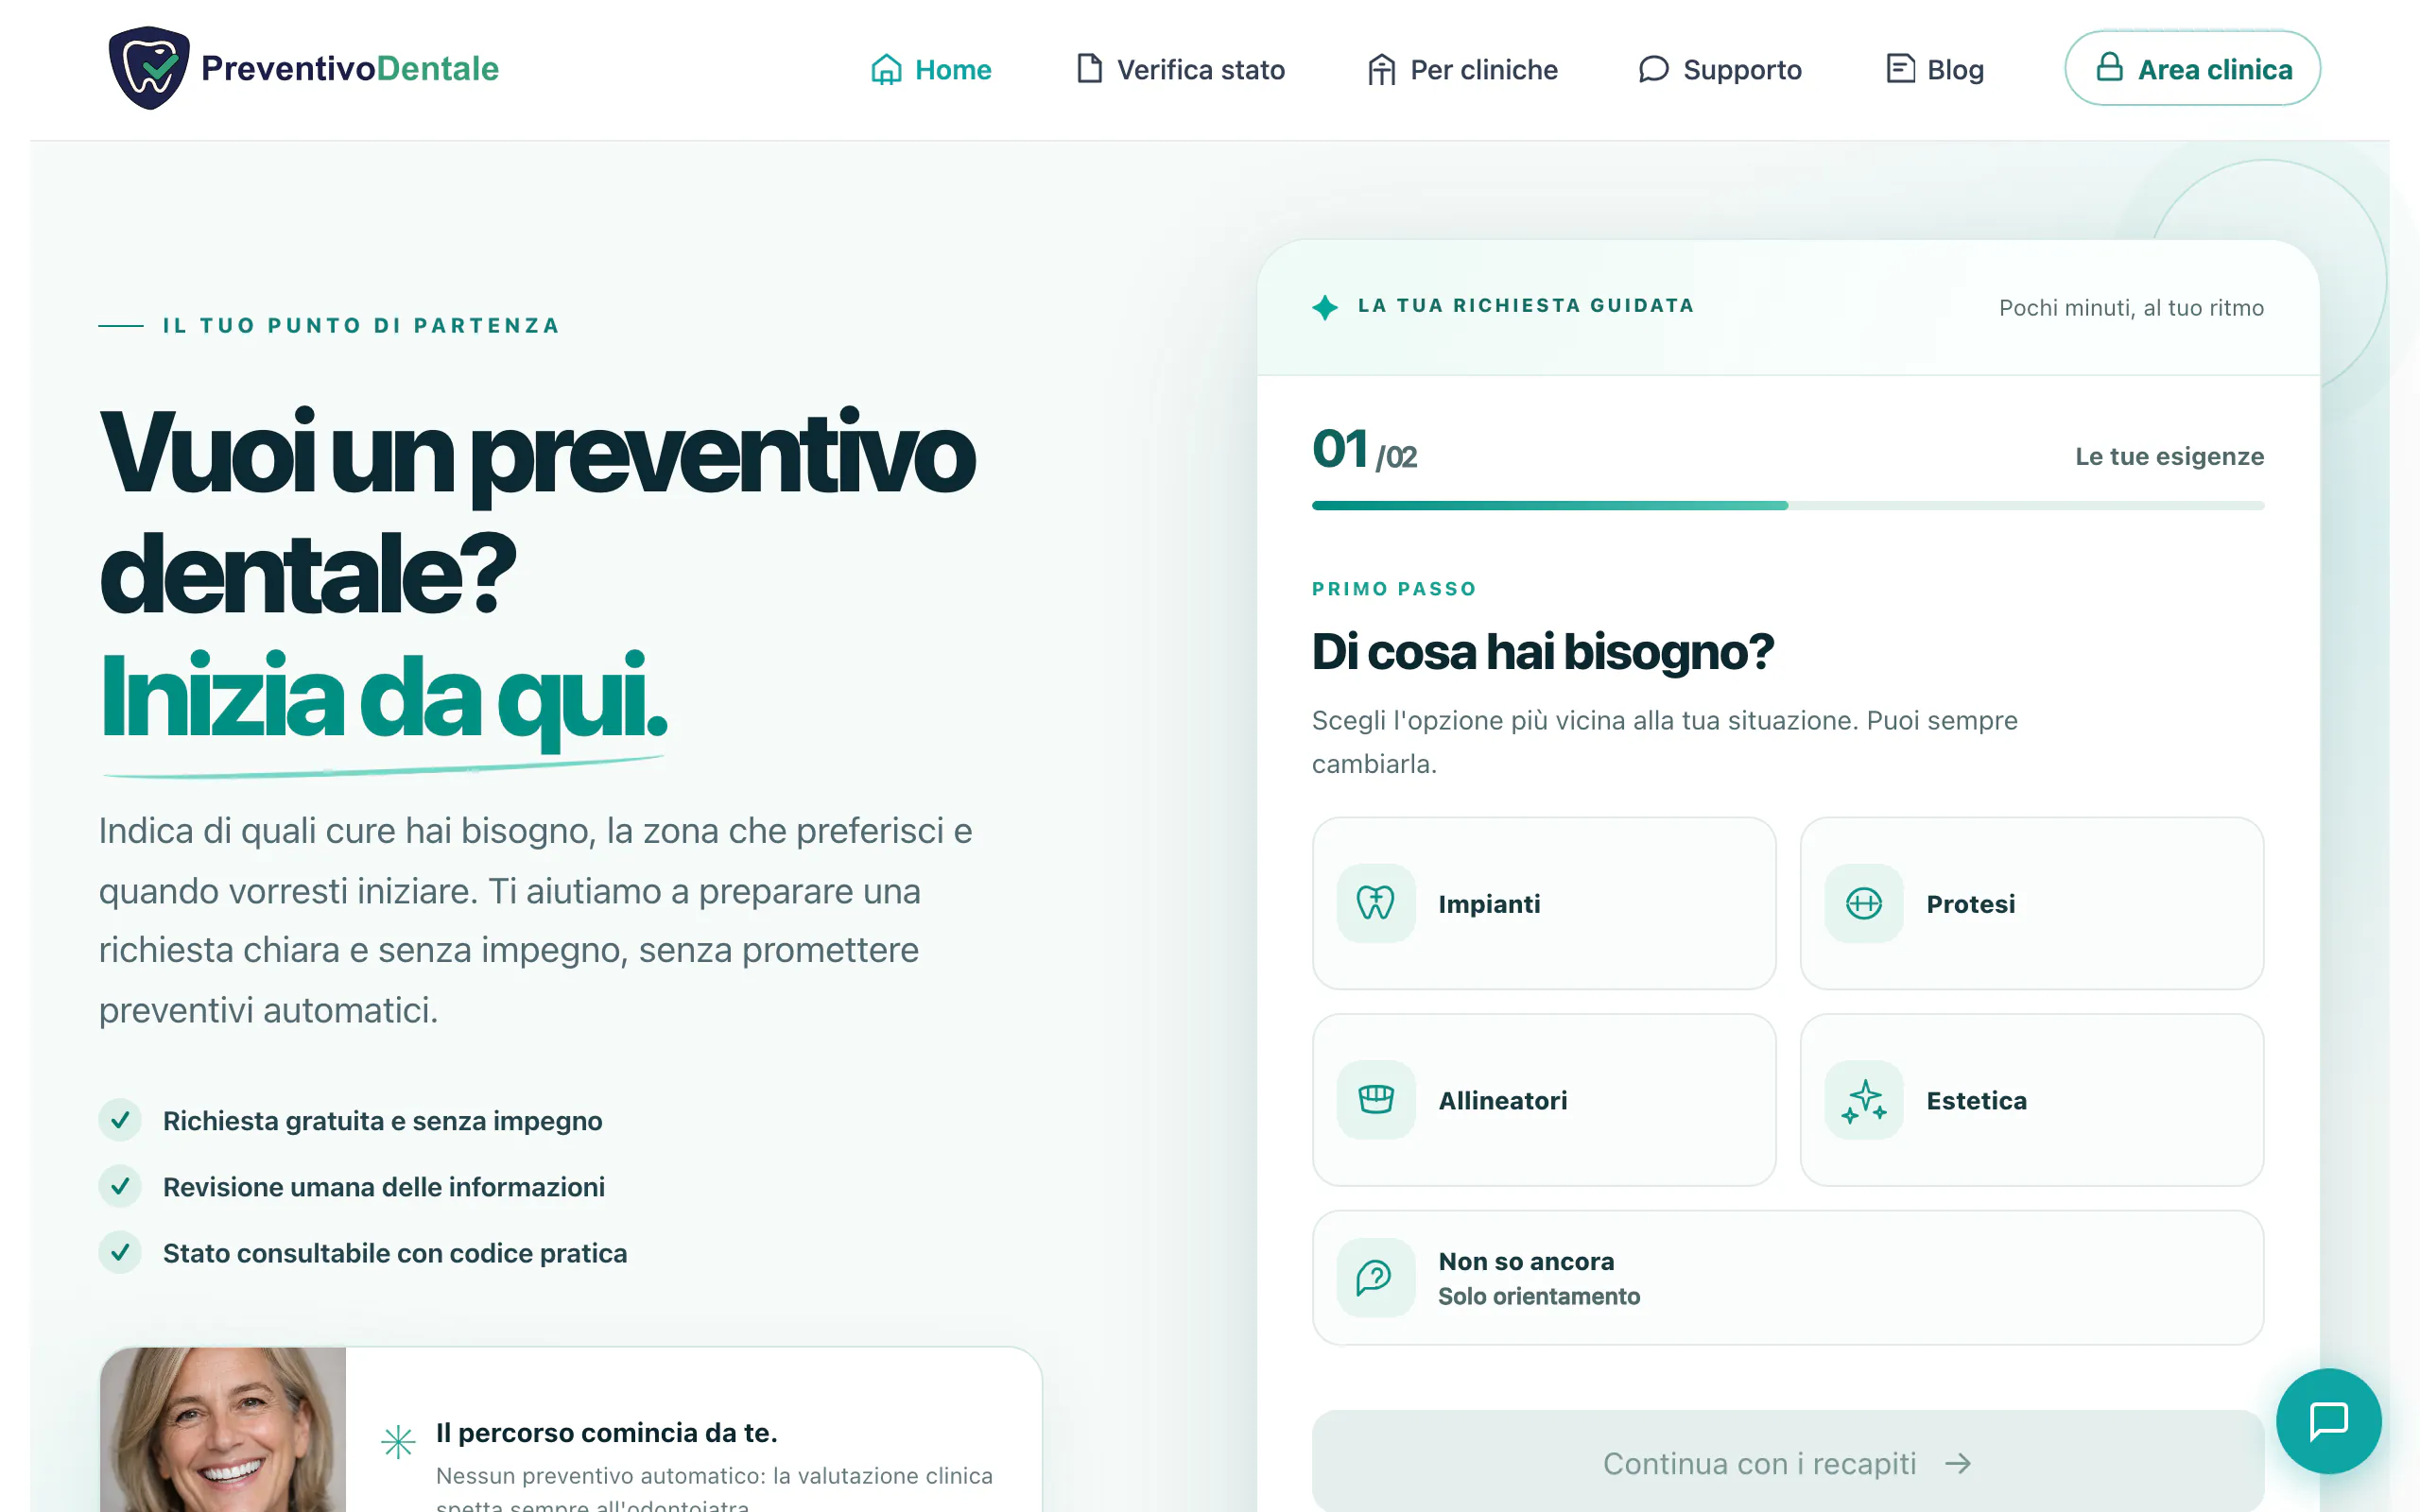 PreventivoDentale
Home
Verifica stato
Per cliniche
Supporto
Blog
Area clinica
IL TUO PUNTO DI PARTENZA
Vuoi un preventivo
dentale?
Inizia da qui.
Indica di quali cure hai bisogno, la zona che preferisci e
quando vorresti iniziare. Ti aiutiamo a preparare una
richiesta chiara e senza impegno, senza promettere
preventivi automatici.
Richiesta gratuita e senza impegno
Revisione umana delle informazioni
Stato consultabile con codice pratica
Il percorso comincia da te.
Nessun preventivo automatico: la valutazione clinica
spetta sempre all'odontoiatra
LA TUA RICHIESTA GUIDATA
Pochi minuti, al tuo ritmo
01 /02
Le tue esigenze
PRIMO PASSO
Di cosa hai bisogno?
Scegli l'opzione più vicina alla tua situazione. Puoi sempre
cambiarla.
Impianti
Protesi
Allineatori
Estetica
Non so ancora
Solo orientamento
Continua con i recapiti →